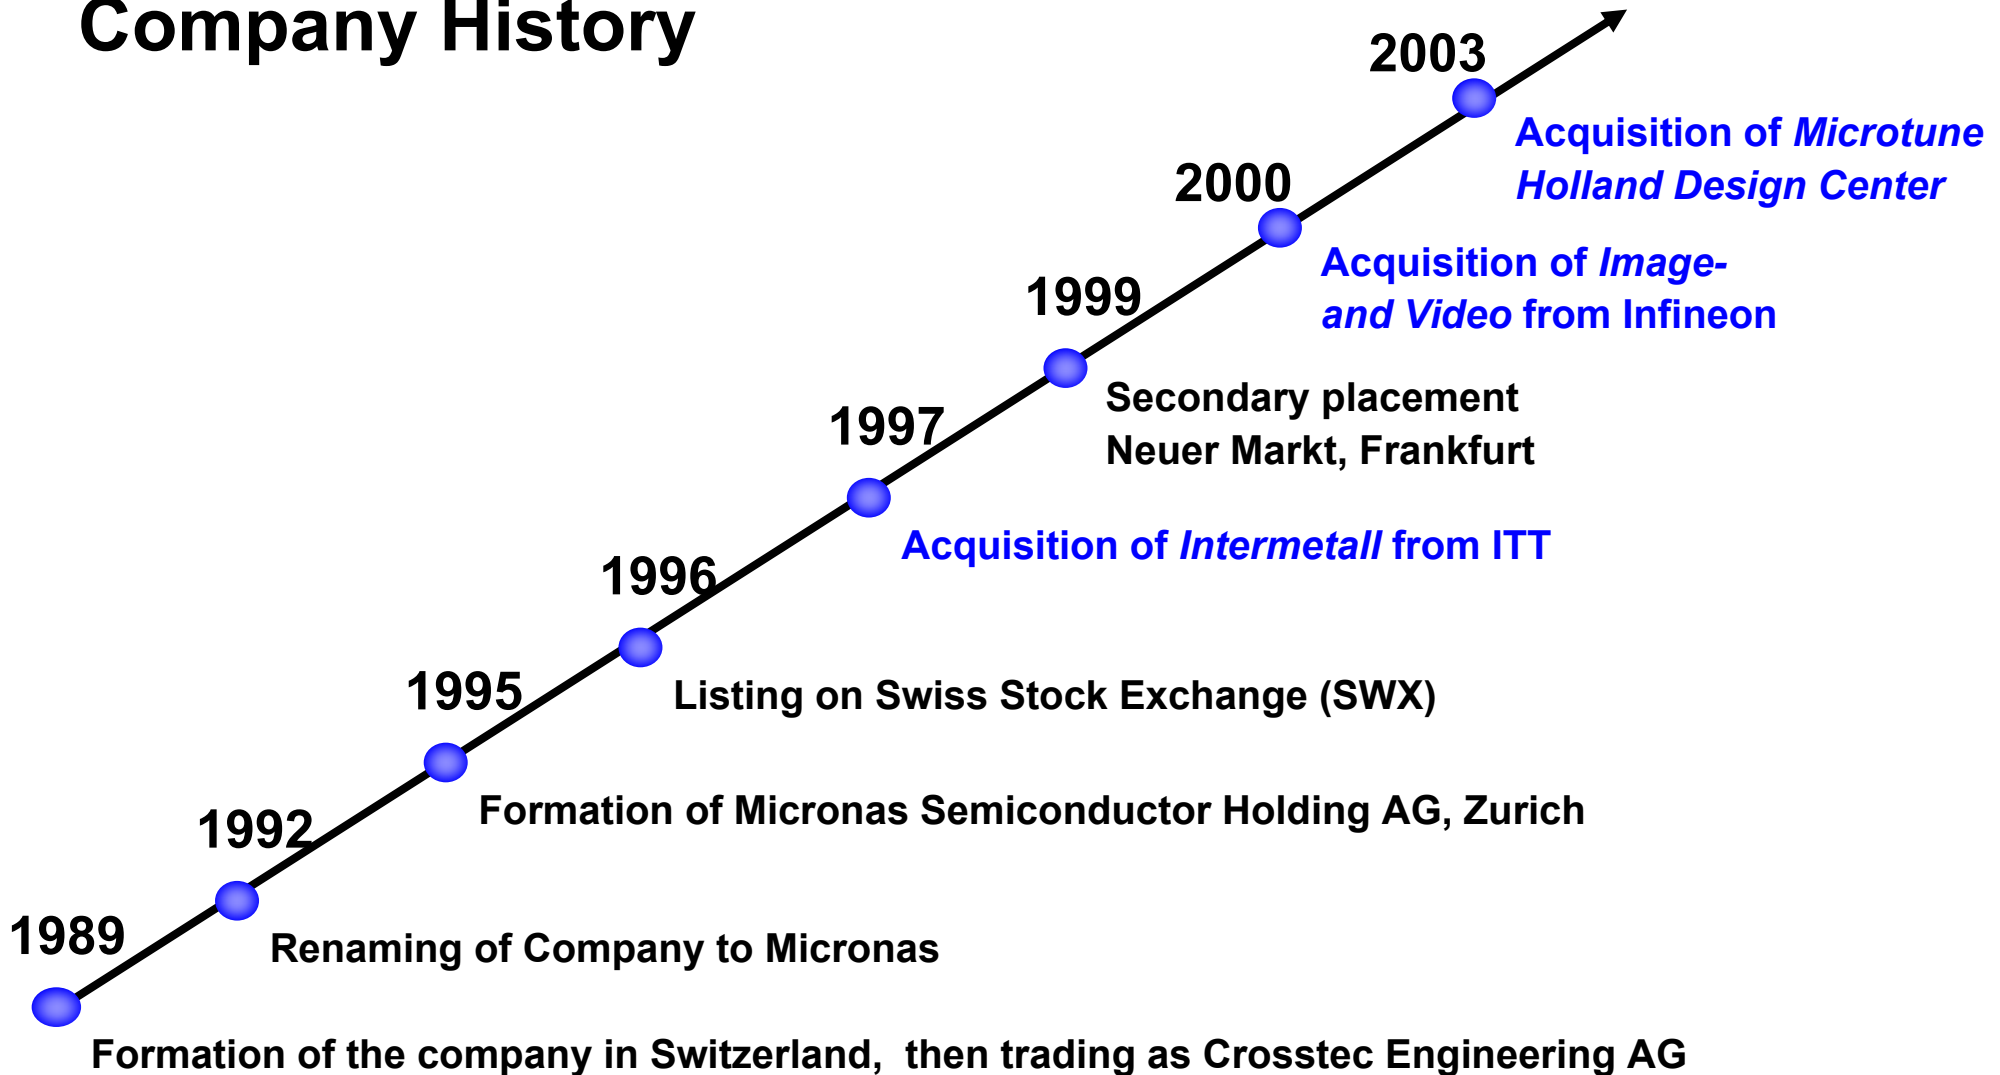 Company History
2003
Acquisition of Microtune
Holland Design Center
2000
Acquisition of Image-
and Video from Infineon
1999
Secondary placement
Neuer Markt, Frankfurt
1997
Acquisition of Intermetall from ITT
1996
Listing on Swiss Stock Exchange (SWX)
1995
Formation of Micronas Semiconductor Holding AG, Zurich
1992
Renaming of Company to Micronas
1989
Formation of the company in Switzerland,  then trading as Crosstec Engineering AG